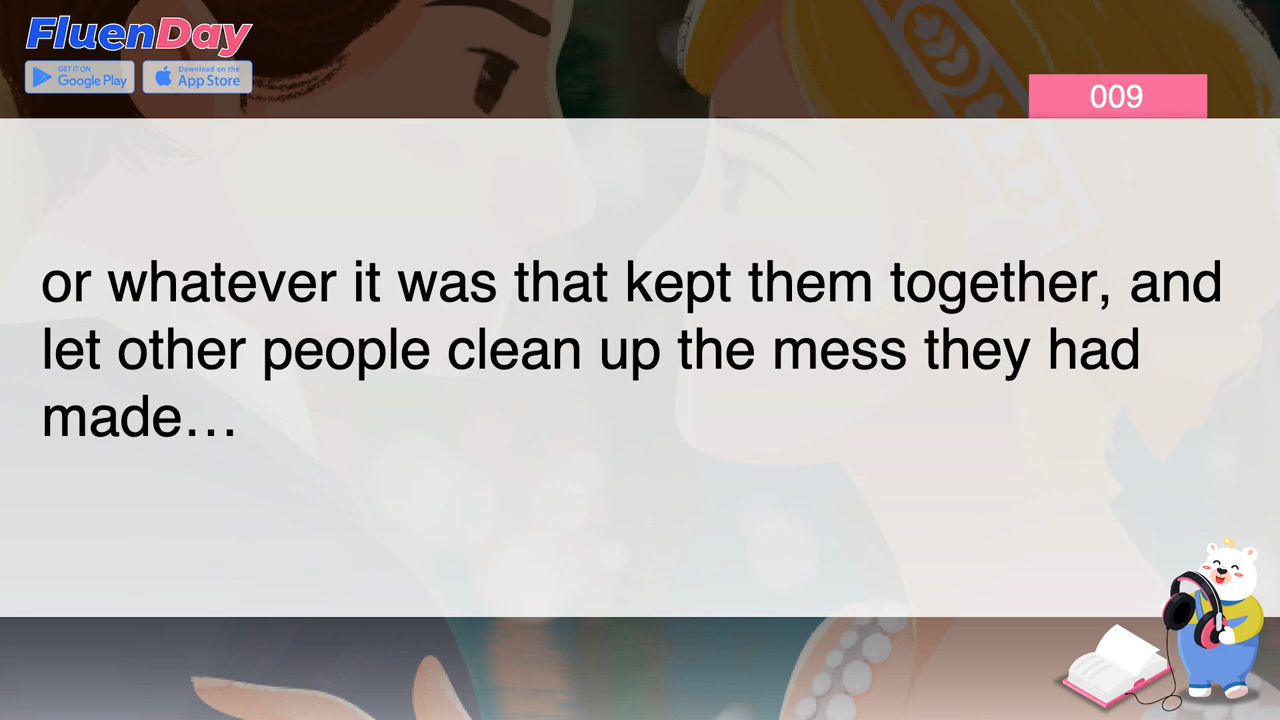 FluenDay
GET IT ON
Google Play
Download on the
App Store
009
or whatever it was that kept them together, and
let other people clean up the mess they had
made…